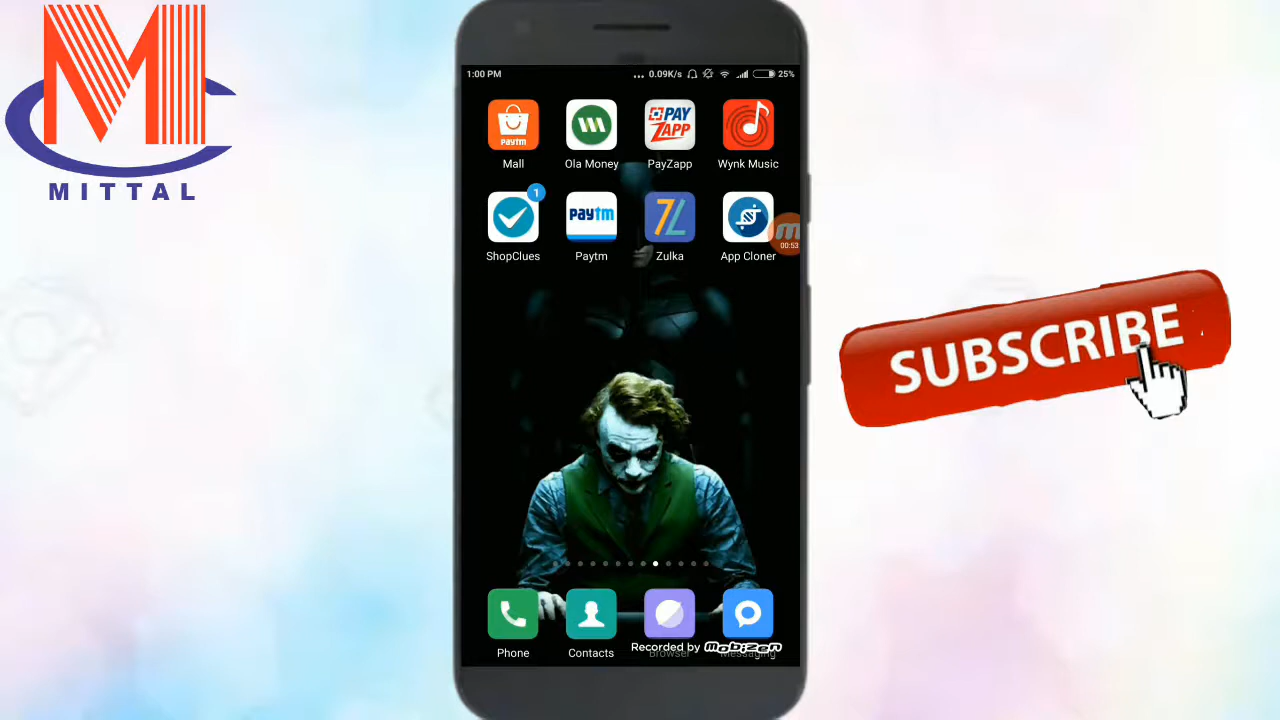 MITTAL
1:00 PM
... 0.09K/s
25%
PAYTM
PAY
ZAPP
Mall
Ola Money
PayZapp
Wynk Music
1
Paytm
00:53
ShopClues
Paytm
Zulka
App Cloner
SUBSCRIBE
Recorded by Mobizen
Phone
Contacts
Browser
Messaging